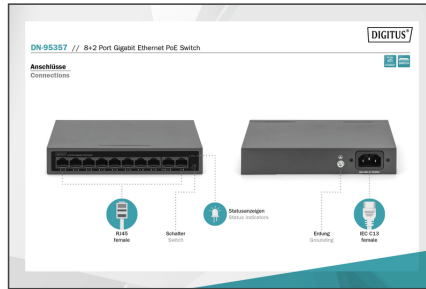 DIGITUS®
DN-95357 // 8+2 Port Gigabit Ethernet PoE Switch
Anschlüsse
Connections
Statusanzeigen
Status indicators
RJ45
female
Schalter
Switch
Erdung
Grounding
IEC C13
female